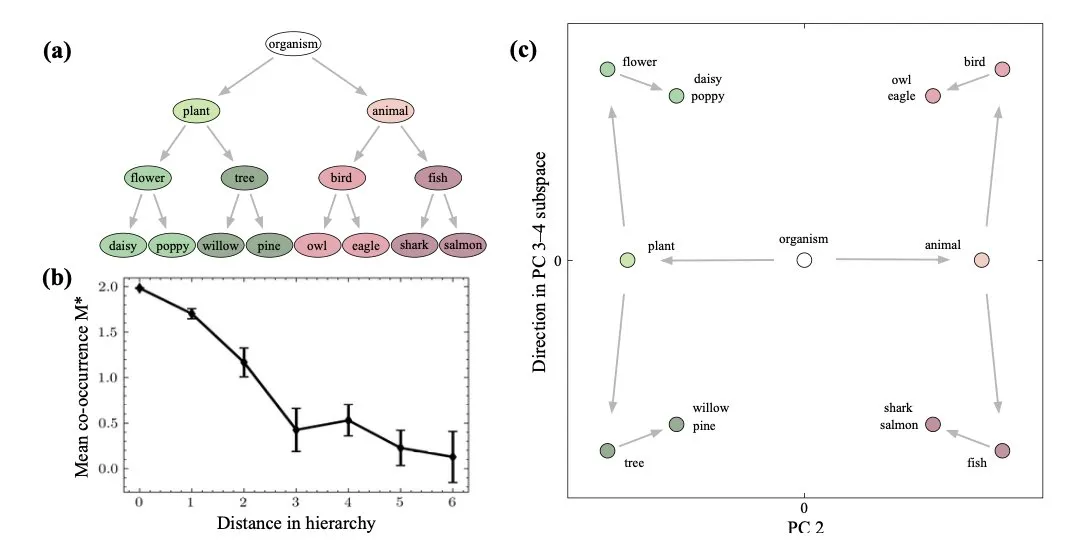 (a)
organism
plant
animal
flower
tree
bird
fish
daisy
poppy
willow
pine
owl
eagle
shark
salmon
(b)
Mean co-occurrence M*
2.0
1.5
1.0
0.5
0.0
0
1
2
3
4
5
6
Distance in hierarchy
(c)
Direction in PC 3–4 subspace
0
flower
daisy
poppy
bird
owl
eagle
plant
organism
animal
willow
pine
tree
shark
salmon
fish
0
PC 2